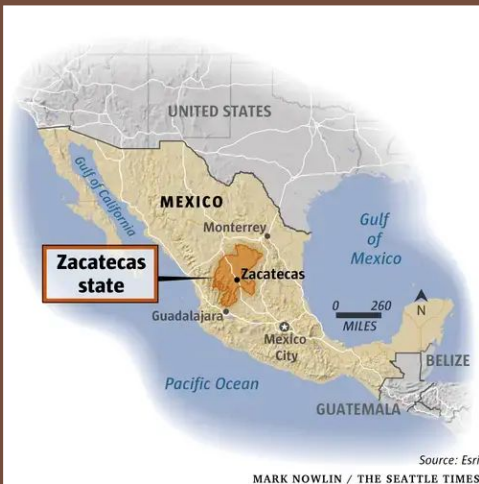 UNITED STATES
Gulf of California
MEXICO
Monterrey
Gulf
of
Mexico
Zacatecas
state
Zacatecas
0 260
MILES
N
Guadalajara
Mexico
City
BELIZE
Pacific Ocean
GUATEMALA
Source: Esri
MARK NOWLIN / THE SEATTLE TIMES